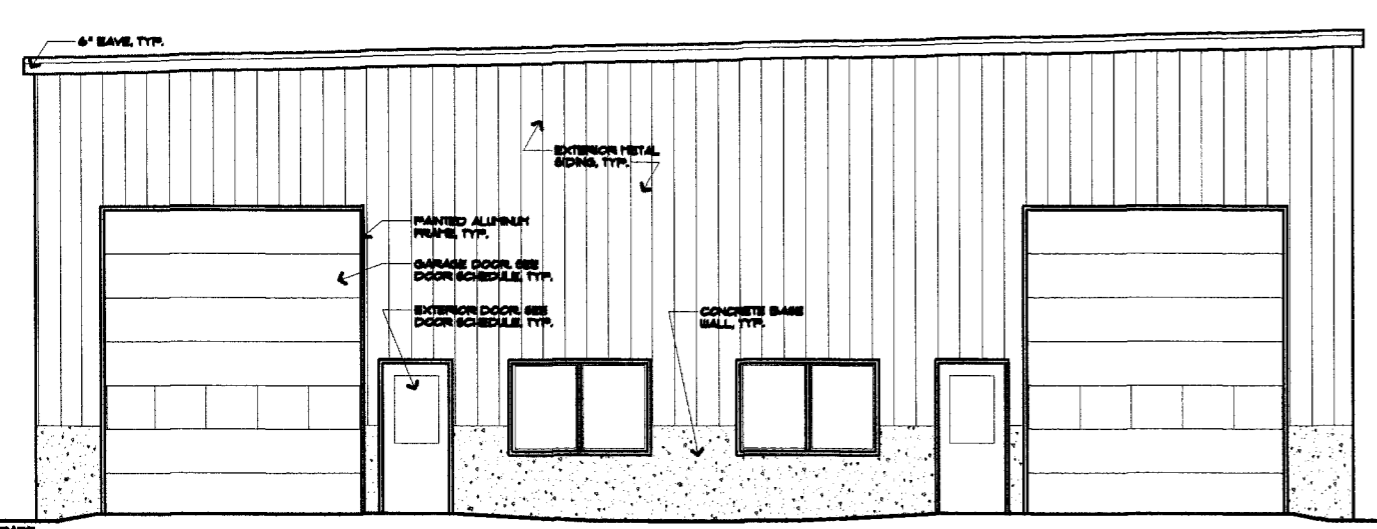 6" EAVE, TYP.
EXTERIOR METAL
SIDING, TYP.
PAINTED ALUMINUM
FRAME, TYP.
GARAGE DOOR. SEE
DOOR SCHEDULE, TYP.
EXTERIOR DOOR. SEE
DOOR SCHEDULE, TYP.
CONCRETE BASE
WALL, TYP.